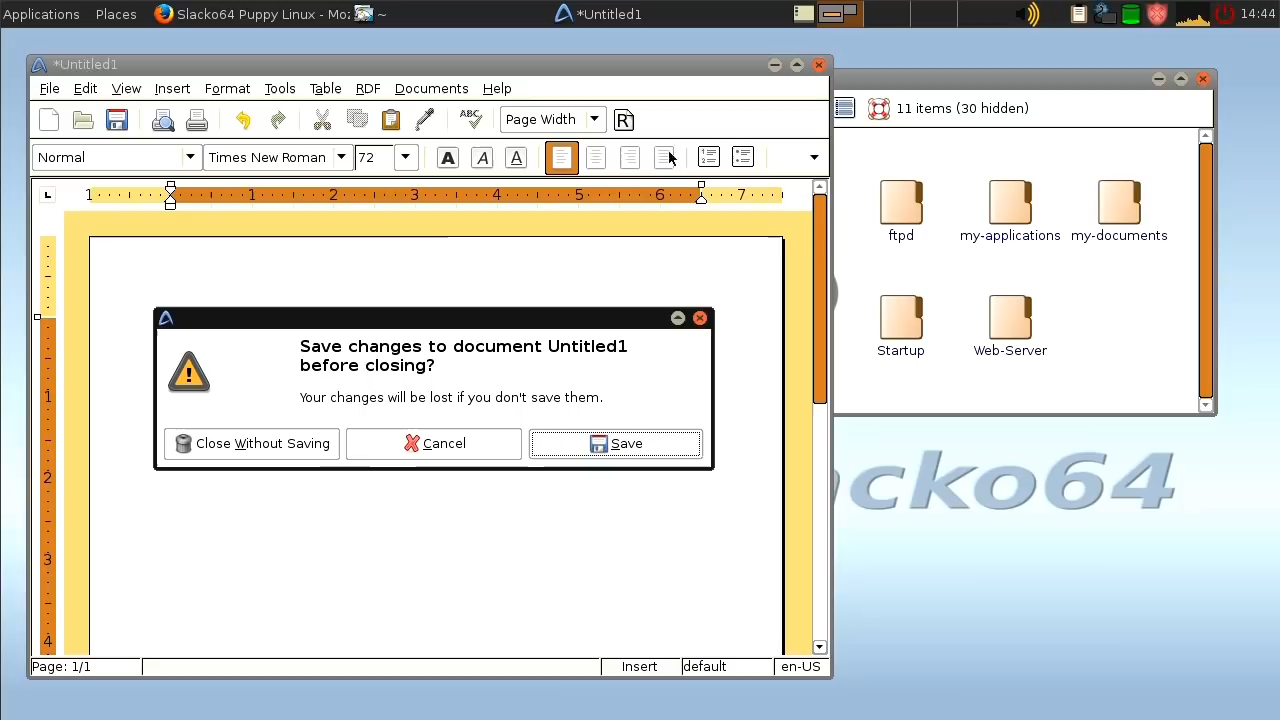 Applications Places Slacko64 Puppy Linux - Moz ~ *Untitled1 14:44
*Untitled1
File Edit View Insert Format Tools Table RDF Documents Help
Page Width
Normal Times New Roman 72
1 1 2 3 4 5 6 7
Save changes to document Untitled1
before closing?
Your changes will be lost if you don't save them.
Close Without Saving Cancel Save
1
2
3
4
Page: 1/1 Insert default en-US
11 items (30 hidden)
ftpd my-applications my-documents
Startup Web-Server
acko64